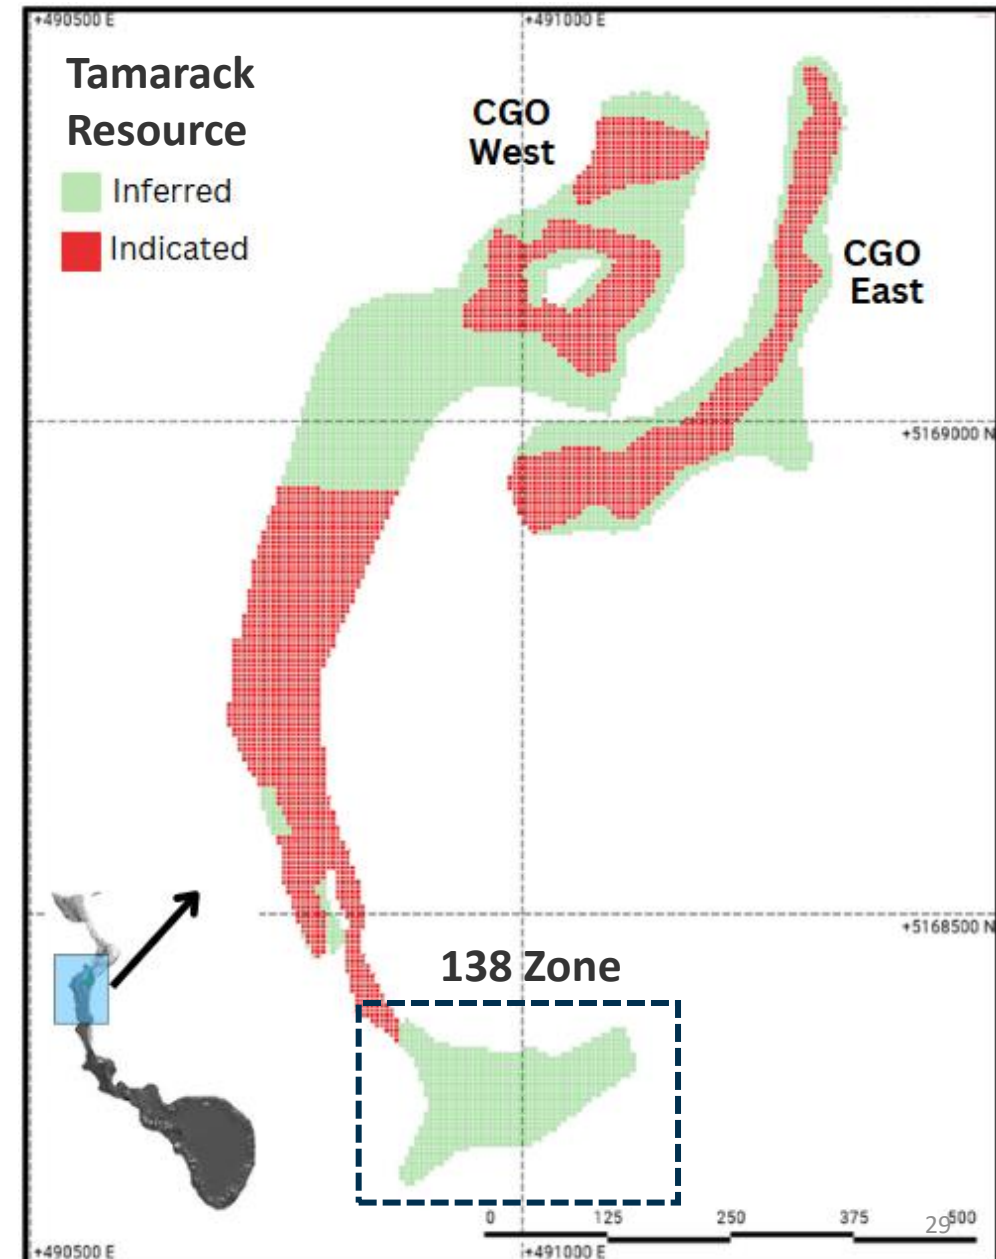 +490500 E
+491000 E
Tamarack
Resource
Inferred
Indicated
CGO
West
CGO
East
+5169000 N
+5168500 N
138 Zone
0 125 250 375 500
29
+490500 E
+491000 E